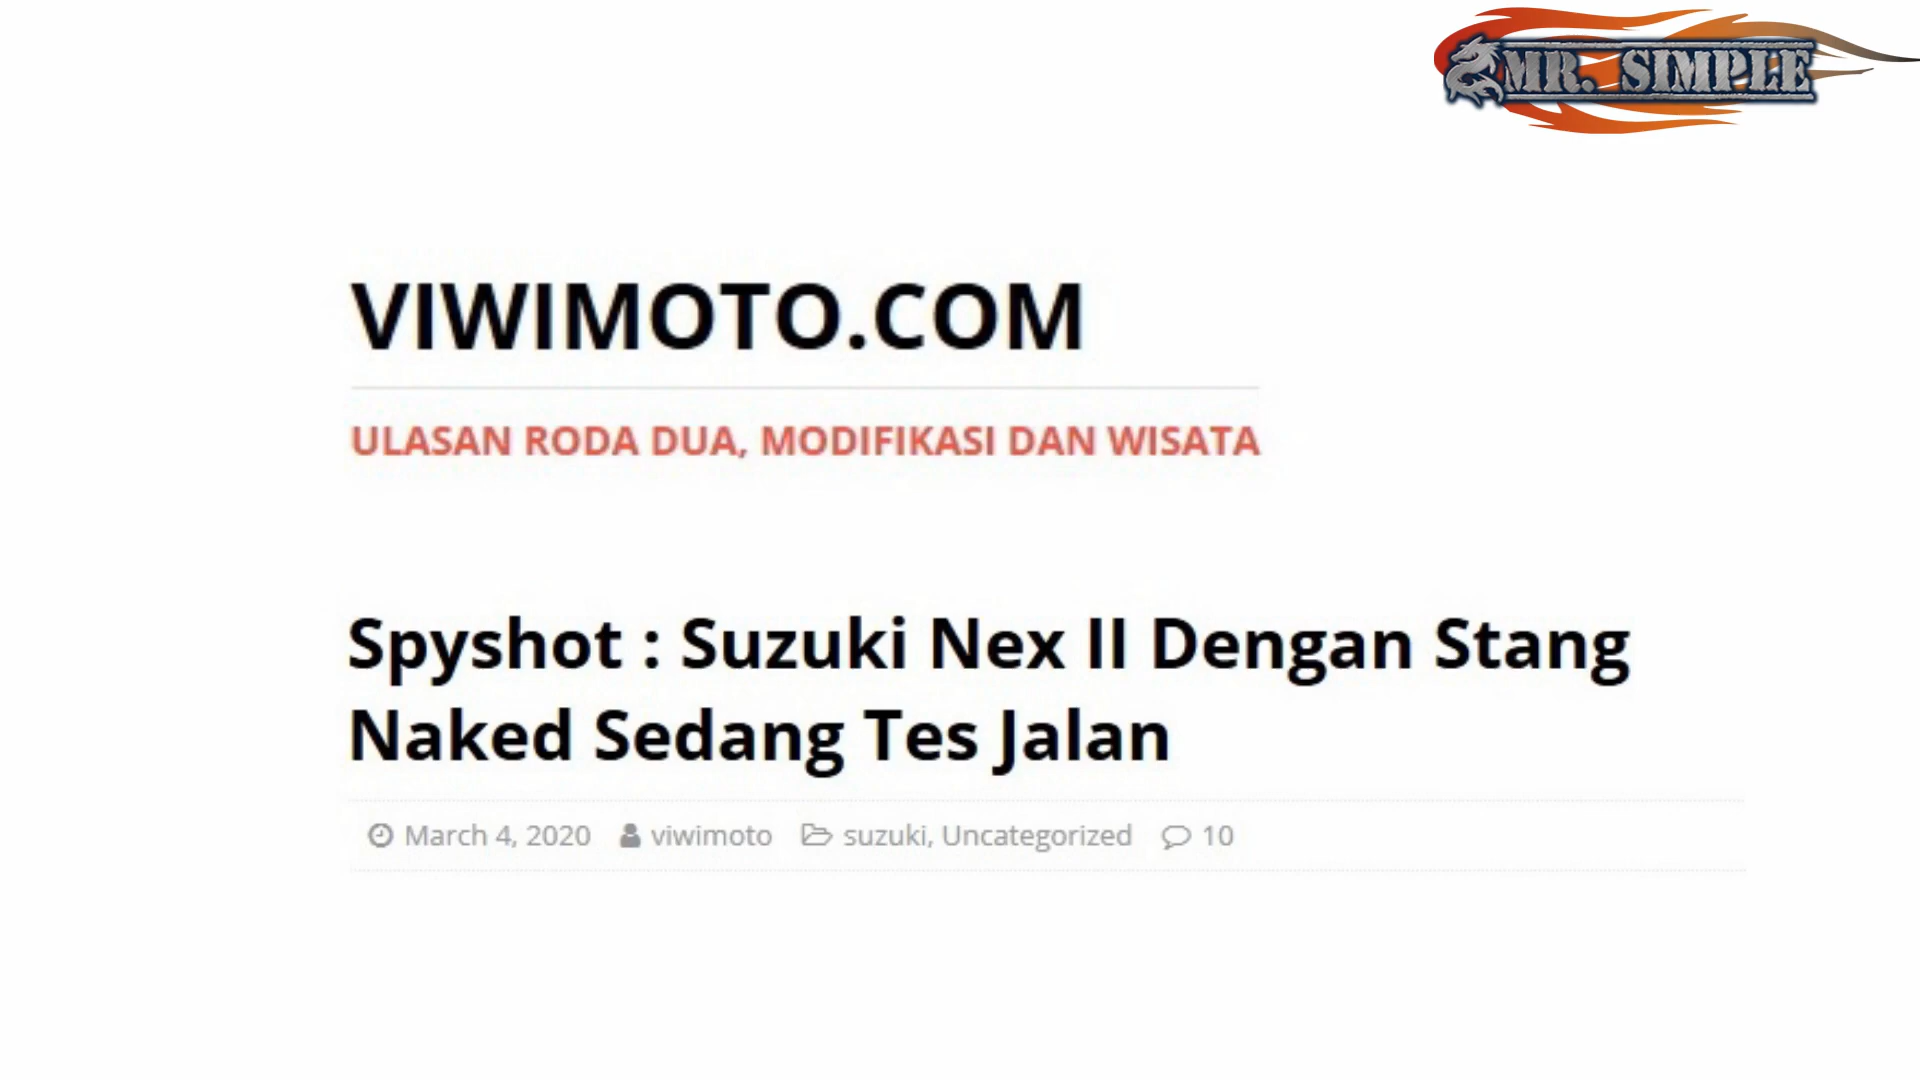 MR. SIMPLE
VIWIMOTO.COM
ULASAN RODA DUA, MODIFIKASI DAN WISATA
Spyshot : Suzuki Nex II Dengan Stang
Naked Sedang Tes Jalan
March 4, 2020 viwimoto suzuki, Uncategorized 10